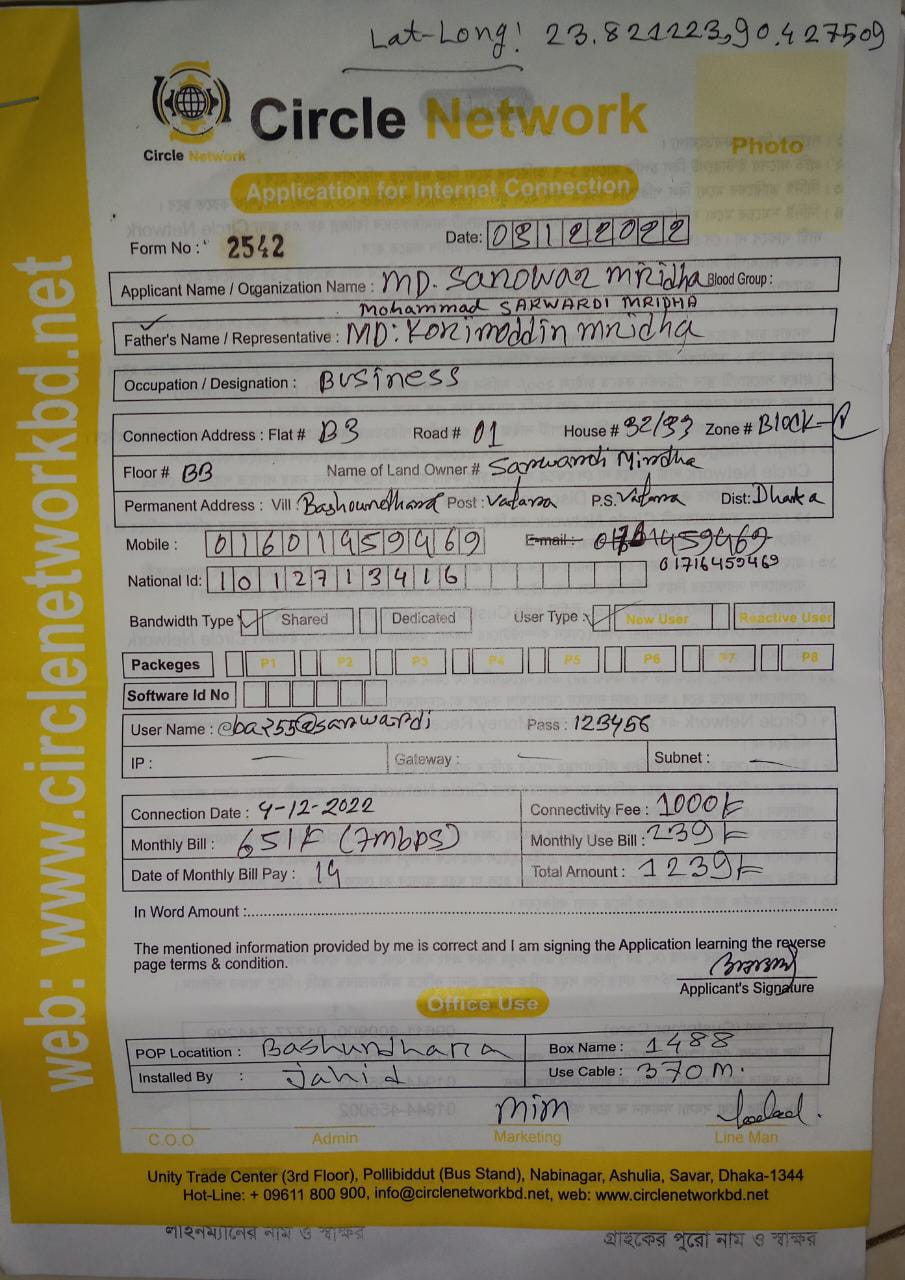 Lat-Long: 23.821223,90.427509
Circle Network
Circle Network
Photo
Application for Internet Connection
Form No : 2542
Date: 03122022
Applicant Name / Organization Name : MD. Sanowar Mridha Blood Group :
Mohammad SARWARDI MRIDHA
Father's Name / Representative : MD: Korimoddin mridha
Occupation / Designation : Business
Connection Address : Flat # B3 Road # 01 House # 32/33 Zone # Block-
Floor # BB Name of Land Owner # Sarwardi Mirdha
Permanent Address : Vill : Bashoundhara Post : Vatara P.S. Vatara Dist: Dhaka
Mobile : 01601459469 E-mail :
01716459469
National Id: 1012713416
Bandwidth Type Shared Dedicated User Type : New User Reactive User
Packeges P1 P2 P3 P4 P5 P6 P7 P8
Software Id No
User Name : @ba255@sarwardi Pass : 123456
IP : — Gateway : — Subnet : —
Connection Date : 4-12-2022 Connectivity Fee : 1000৳
Monthly Bill : 651৳ (7mbps) Monthly Use Bill : 239৳
Date of Monthly Bill Pay : 14 Total Amount : 1239৳
In Word Amount :
The mentioned information provided by me is correct and I am signing the Application learning the reverse
page terms & condition.
Applicant's Signature
Office Use
POP Locatition : Bashundhara Box Name : 1488
Installed By : Jahid Use Cable : 370 m.
mim
C.O.O Admin Marketing Line Man
Unity Trade Center (3rd Floor), Pollibiddut (Bus Stand), Nabinagar, Ashulia, Savar, Dhaka-1344
Hot-Line: + 09611 800 900, info@circlenetworkbd.net, web: www.circlenetworkbd.net
web: www.circlenetworkbd.net
লাইনম্যানের নাম ও স্বাক্ষর গ্রাহকের পুরো নাম ও স্বাক্ষর